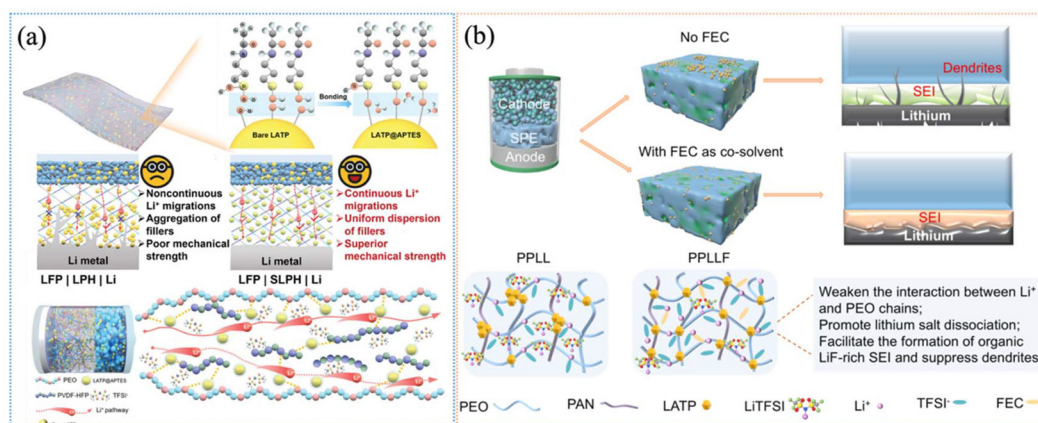 (a)
Bonding
Bare LATP
LATP@APTES
Noncontinuous
Li⁺ migrations
Aggregation of
fillers
Poor mechanical
strength
Li metal
LFP | LPH | Li
Continuous Li⁺
migrations
Uniform dispersion
of fillers
Superior
mechanical strength
Li metal
LFP | SLPH | Li
PEO
LATP@APTES
PVDF-HFP
TFSI⁻
Li⁺ pathway
(b)
Cathode
SPE
Anode
No FEC
With FEC as co-solvent
Dendrites
SEI
Lithium
SEI
Lithium
PPLL
PPLLF
Weaken the interaction between Li⁺
and PEO chains;
Promote lithium salt dissociation;
Facilitate the formation of organic
LiF-rich SEI and suppress dendrites
PEO
PAN
LATP
LiTFSI
Li⁺
TFSI⁻
FEC